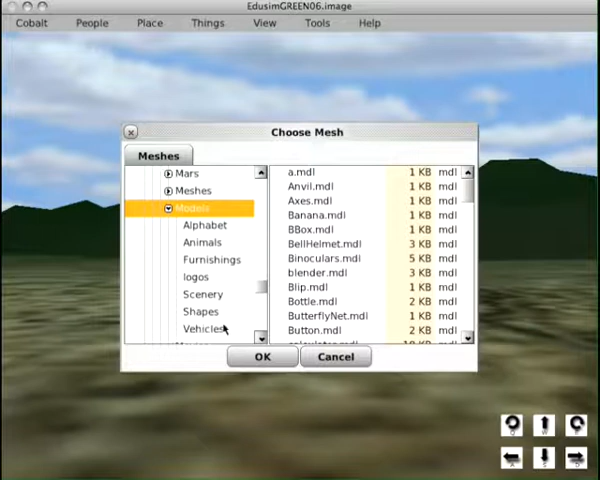 EdusimGREEN06.image
Cobalt People Place Things View Tools Help
Choose Mesh
Meshes
Mars
Meshes
Models
Alphabet
Animals
Furnishings
logos
Scenery
Shapes
Vehicles
a.mdl 1 KB mdl
Anvil.mdl 1 KB mdl
Axes.mdl 1 KB mdl
Banana.mdl 1 KB mdl
BBox.mdl 1 KB mdl
BellHelmet.mdl 3 KB mdl
Binoculars.mdl 5 KB mdl
blender.mdl 3 KB mdl
Blip.mdl 1 KB mdl
Bottle.mdl 2 KB mdl
ButterflyNet.mdl 1 KB mdl
Button.mdl 2 KB mdl
OK Cancel